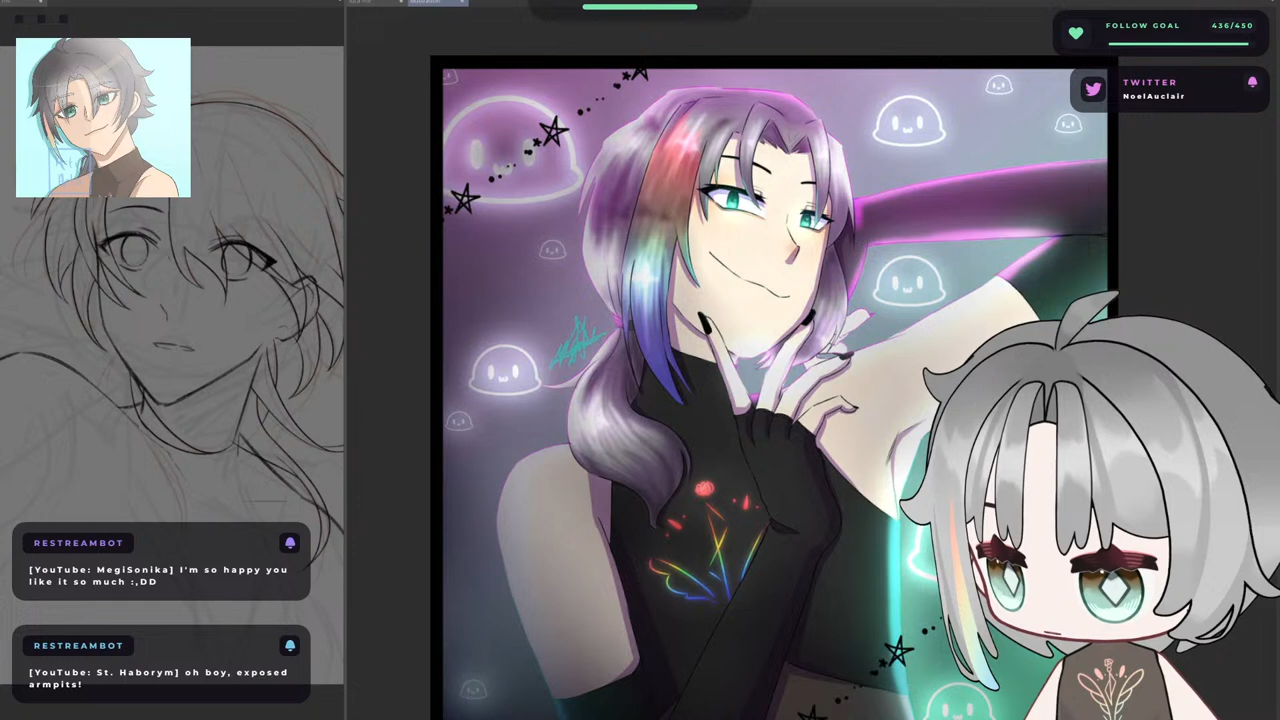 FOLLOW GOAL 436/450
TWITTER
NoelAuclair
RESTREAMBOT
[YouTube: MegiSonika] I'm so happy you
like it so much :,DD
RESTREAMBOT
[YouTube: St. Haborym] oh boy, exposed
armpits!